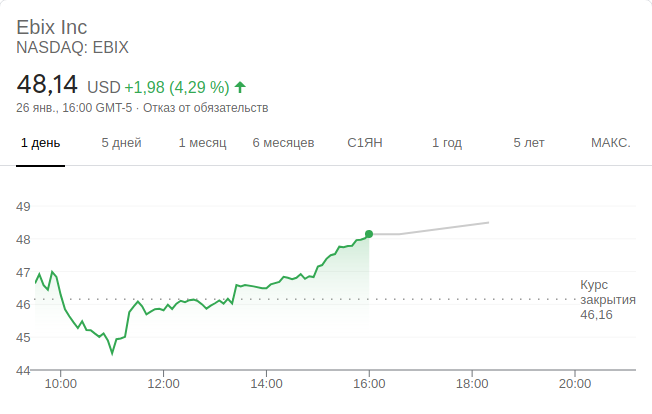 Ebix Inc
NASDAQ: EBIX
48,14 USD +1,98 (4,29 %)
26 янв., 16:00 GMT-5 · Отказ от обязательств
1 день 5 дней 1 месяц 6 месяцев С1ЯН 1 год 5 лет МАКС.
49
48
47
46
45
44
Курс
закрытия
46,16
10:00 12:00 14:00 16:00 18:00 20:00